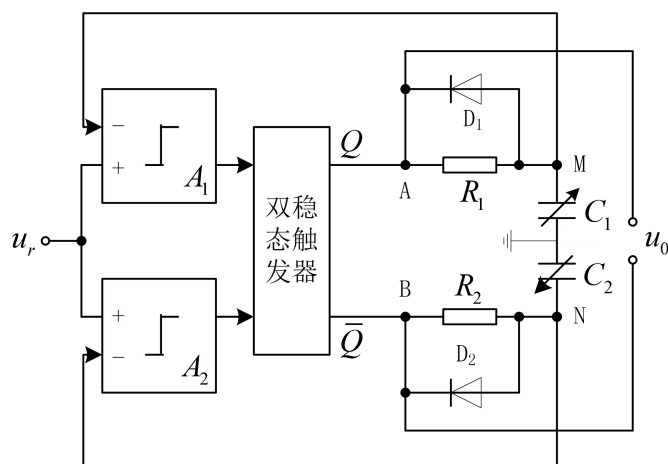 −
+
A₁
Q
D₁
A
R₁
M
C₁
双稳
态触
发器
uᵣ
u₀
C₂
B
R₂
N
+
−
A₂
Q̅
D₂